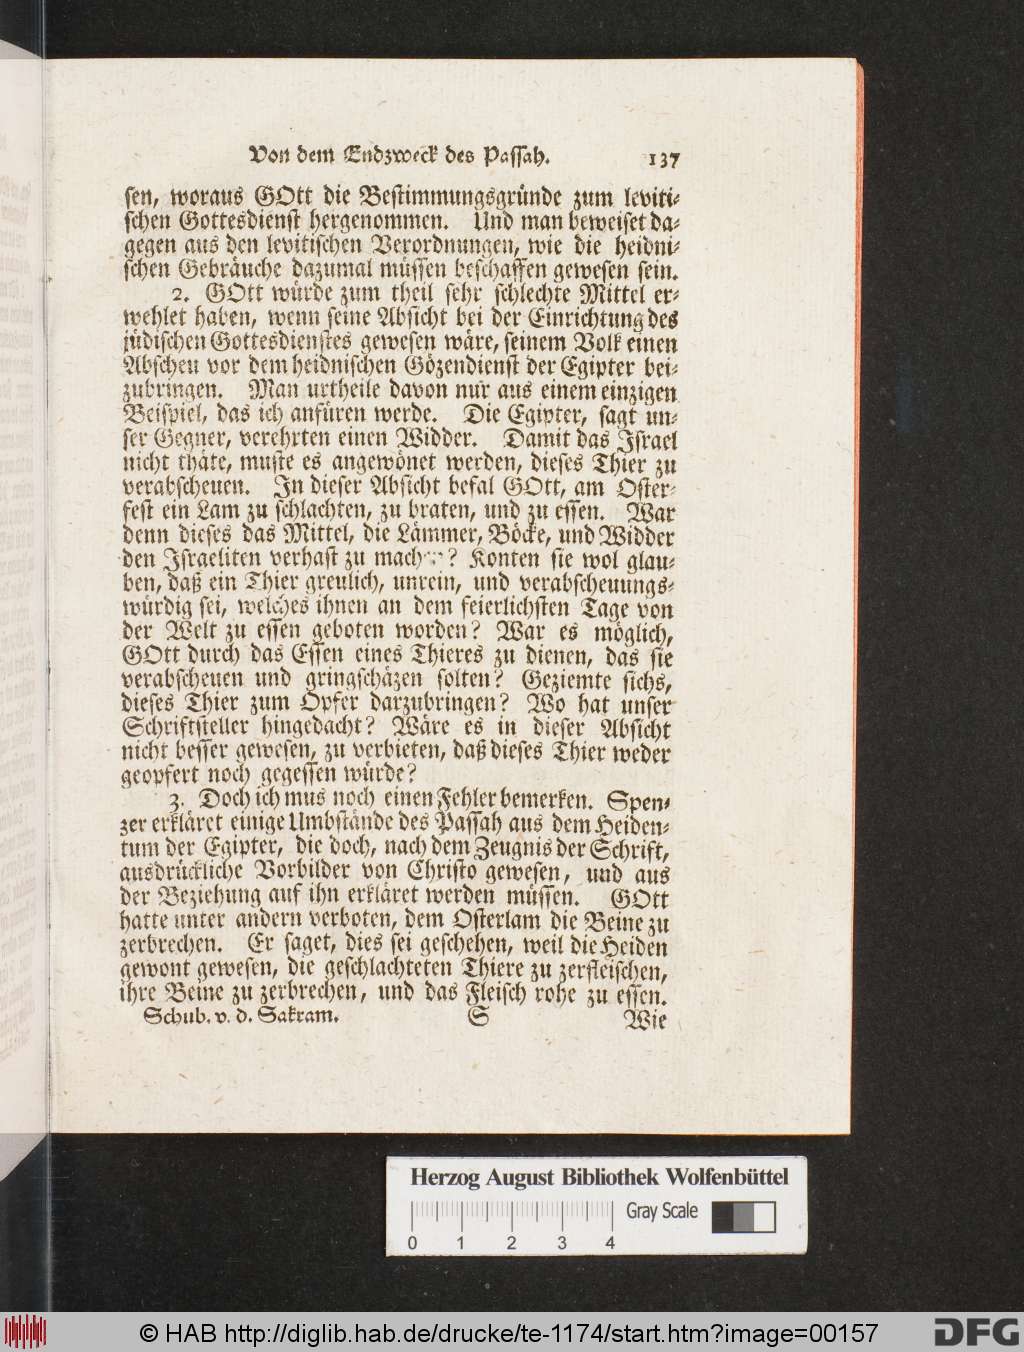 Von dem Endzweck des Passah. 137
sen, woraus GOtt die Bestimmungsgründe zum leviti-
schen Gottesdienst hergenommen. Und man beweiset da-
gegen aus den levitischen Verordnungen, wie die heidni-
schen Gebräuche dazumal müssen beschaffen gewesen sein.
2. GOtt würde zum theil sehr schlechte Mittel er-
wehlet haben, wenn seine Absicht bei der Einrichtung des
jüdischen Gottesdienstes gewesen wäre, seinem Volk einen
Abscheu vor dem heidnischen Gözendienst der Egipter bei-
zubringen. Man urtheile davon nur aus einem einzigen
Beispiel, das ich anfüren werde. Die Egipter, sagt un-
ser Gegner, verehrten einen Widder. Damit das Israel
nicht thäte, muste es angewönet werden, dieses Thier zu
verabscheuen. In dieser Absicht befal GOtt, am Oster-
fest ein Lam zu schlachten, zu braten, und zu essen. War
denn dieses das Mittel, die Lämmer, Böcke, und Widder
den Israeliten verhast zu mach? Konten sie wol glau-
ben, daß ein Thier greulich, unrein, und verabscheuungs-
würdig sei, welches ihnen an dem feierlichsten Tage von
der Welt zu essen geboten worden? War es möglich,
GOtt durch das Essen eines Thieres zu dienen, das sie
verabscheuen und gringschäzen solten? Geziemte sichs,
dieses Thier zum Opfer darzubringen? Wo hat unser
Schriftsteller hingedacht? Wäre es in dieser Absicht
nicht besser gewesen, zu verbieten, daß dieses Thier weder
geopfert noch gegessen würde?
3. Doch ich mus noch einen Fehler bemerken. Spen-
zer erkläret einige Umbstände des Passah aus dem Heiden-
tum der Egipter, die doch, nach dem Zeugnis der Schrift,
ausdrückliche Vorbilder von Christo gewesen, und aus
der Beziehung auf ihn erkläret werden müssen. GOtt
hatte unter andern verboten, dem Osterlam die Beine zu
zerbrechen. Er saget, dies sei geschehen, weil die Heiden
gewont gewesen, die geschlachteten Thiere zu zerfleischen,
ihre Beine zu zerbrechen, und das Fleisch rohe zu essen.
Schub. v. d. Sakram. S Wie
Herzog August Bibliothek Wolfenbüttel
Gray Scale
0 1 2 3 4
© HAB http://diglib.hab.de/drucke/te-1174/start.htm?image=00157 DFG